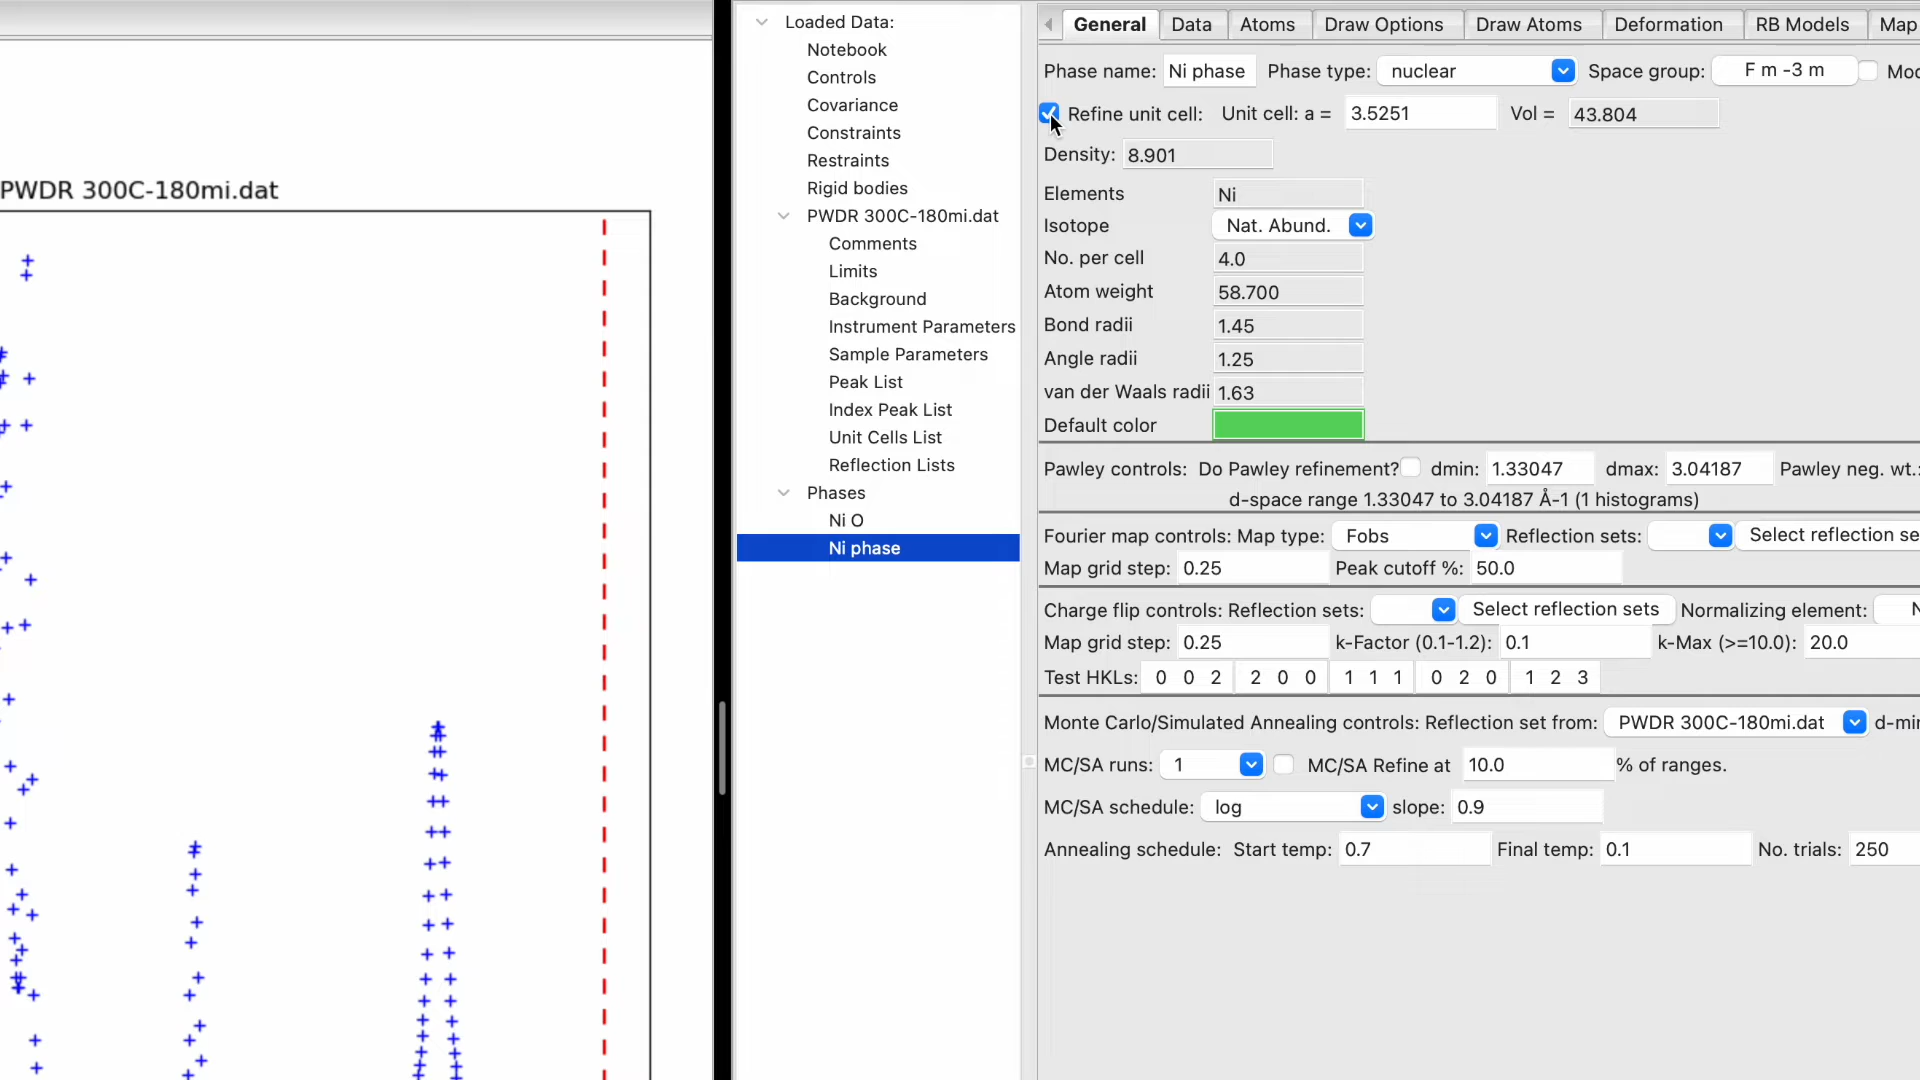 PWDR 300C-180mi.dat
Loaded Data:
Notebook
Controls
Covariance
Constraints
Restraints
Rigid bodies
PWDR 300C-180mi.dat
Comments
Limits
Background
Instrument Parameters
Sample Parameters
Peak List
Index Peak List
Unit Cells List
Reflection Lists
Phases
Ni O
Ni phase
General Data Atoms Draw Options Draw Atoms Deformation RB Models Map
Phase name: Ni phase Phase type: nuclear Space group: F m -3 m
Refine unit cell: Unit cell: a = 3.5251 Vol = 43.804
Density: 8.901
Elements Ni
Isotope Nat. Abund.
No. per cell 4.0
Atom weight 58.700
Bond radii 1.45
Angle radii 1.25
van der Waals radii 1.63
Default color
Pawley controls: Do Pawley refinement? dmin: 1.33047 dmax: 3.04187 Pawley neg. wt.:
d-space range 1.33047 to 3.04187 Å-1 (1 histograms)
Fourier map controls: Map type: Fobs Reflection sets: Select reflection se
Map grid step: 0.25 Peak cutoff %: 50.0
Charge flip controls: Reflection sets: Select reflection sets Normalizing element: N
Map grid step: 0.25 k-Factor (0.1-1.2): 0.1 k-Max (>=10.0): 20.0
Test HKLs: 0 0 2 2 0 0 1 1 1 0 2 0 1 2 3
Monte Carlo/Simulated Annealing controls: Reflection set from: PWDR 300C-180mi.dat d-mi
MC/SA runs: 1 MC/SA Refine at 10.0 % of ranges.
MC/SA schedule: log slope: 0.9
Annealing schedule: Start temp: 0.7 Final temp: 0.1 No. trials: 250